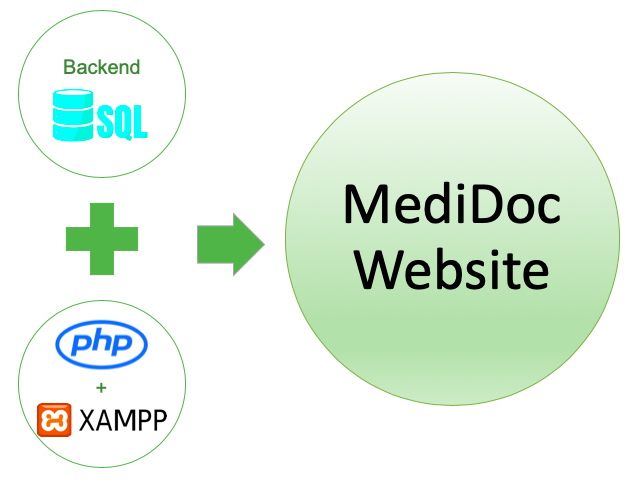 Backend
SQL
php
+
XAMPP
MediDoc
Website